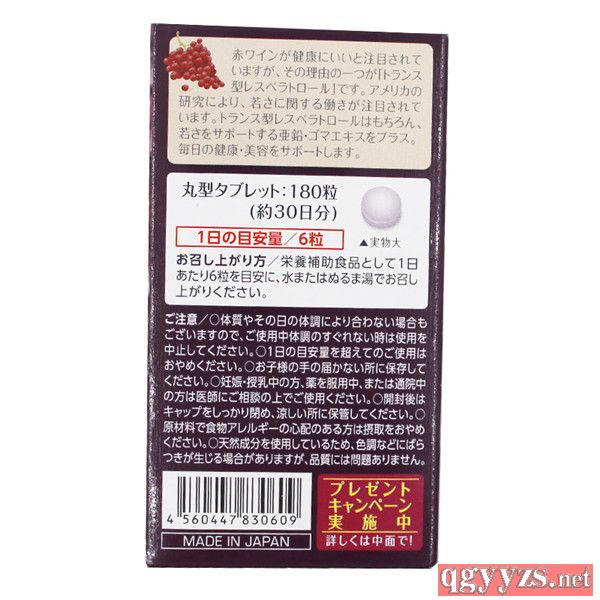 赤ワインが健康にいいと注目されて
いますが、その理由の一つが「トランス
型レスベラトロール」です。アメリカの
研究により、若さに関する働きが注目されて
います。トランス型レスベラトロールはもちろん、
若さをサポートする亜鉛・ゴマエキスをプラス。
毎日の健康・美容をサポートします。
丸型タブレット:180粒
(約30日分)
1日の目安量/6粒
▲実物大
お召し上がり方/栄養補助食品として1日
あたり6粒を目安に、水またはぬるま湯でお召
し上がりください。
ご注意/○体質やその日の体調により合わない場合も
ございますので、ご使用中体調のすぐれない時は使用を
中止してください。○1日の目安量を超えてのご使用は
おやめください。○お子様の手の届かない所に保存して
ください。○妊娠・授乳中の方、薬を服用中、または通院中
の方は医師にご相談の上でご使用ください。○開封後は
キャップをしっかり閉め、涼しい所に保管してください。○
原材料で食物アレルギーの心配のある方は摂取をおやめ
ください。○天然成分を使用しているため、色調などにばら
つきが生じる場合がありますが、品質には問題ありません。
4 560447 830609
MADE IN JAPAN
プレゼント
キャンペーン
実施中
詳しくは中面で!
qgyyzs.net